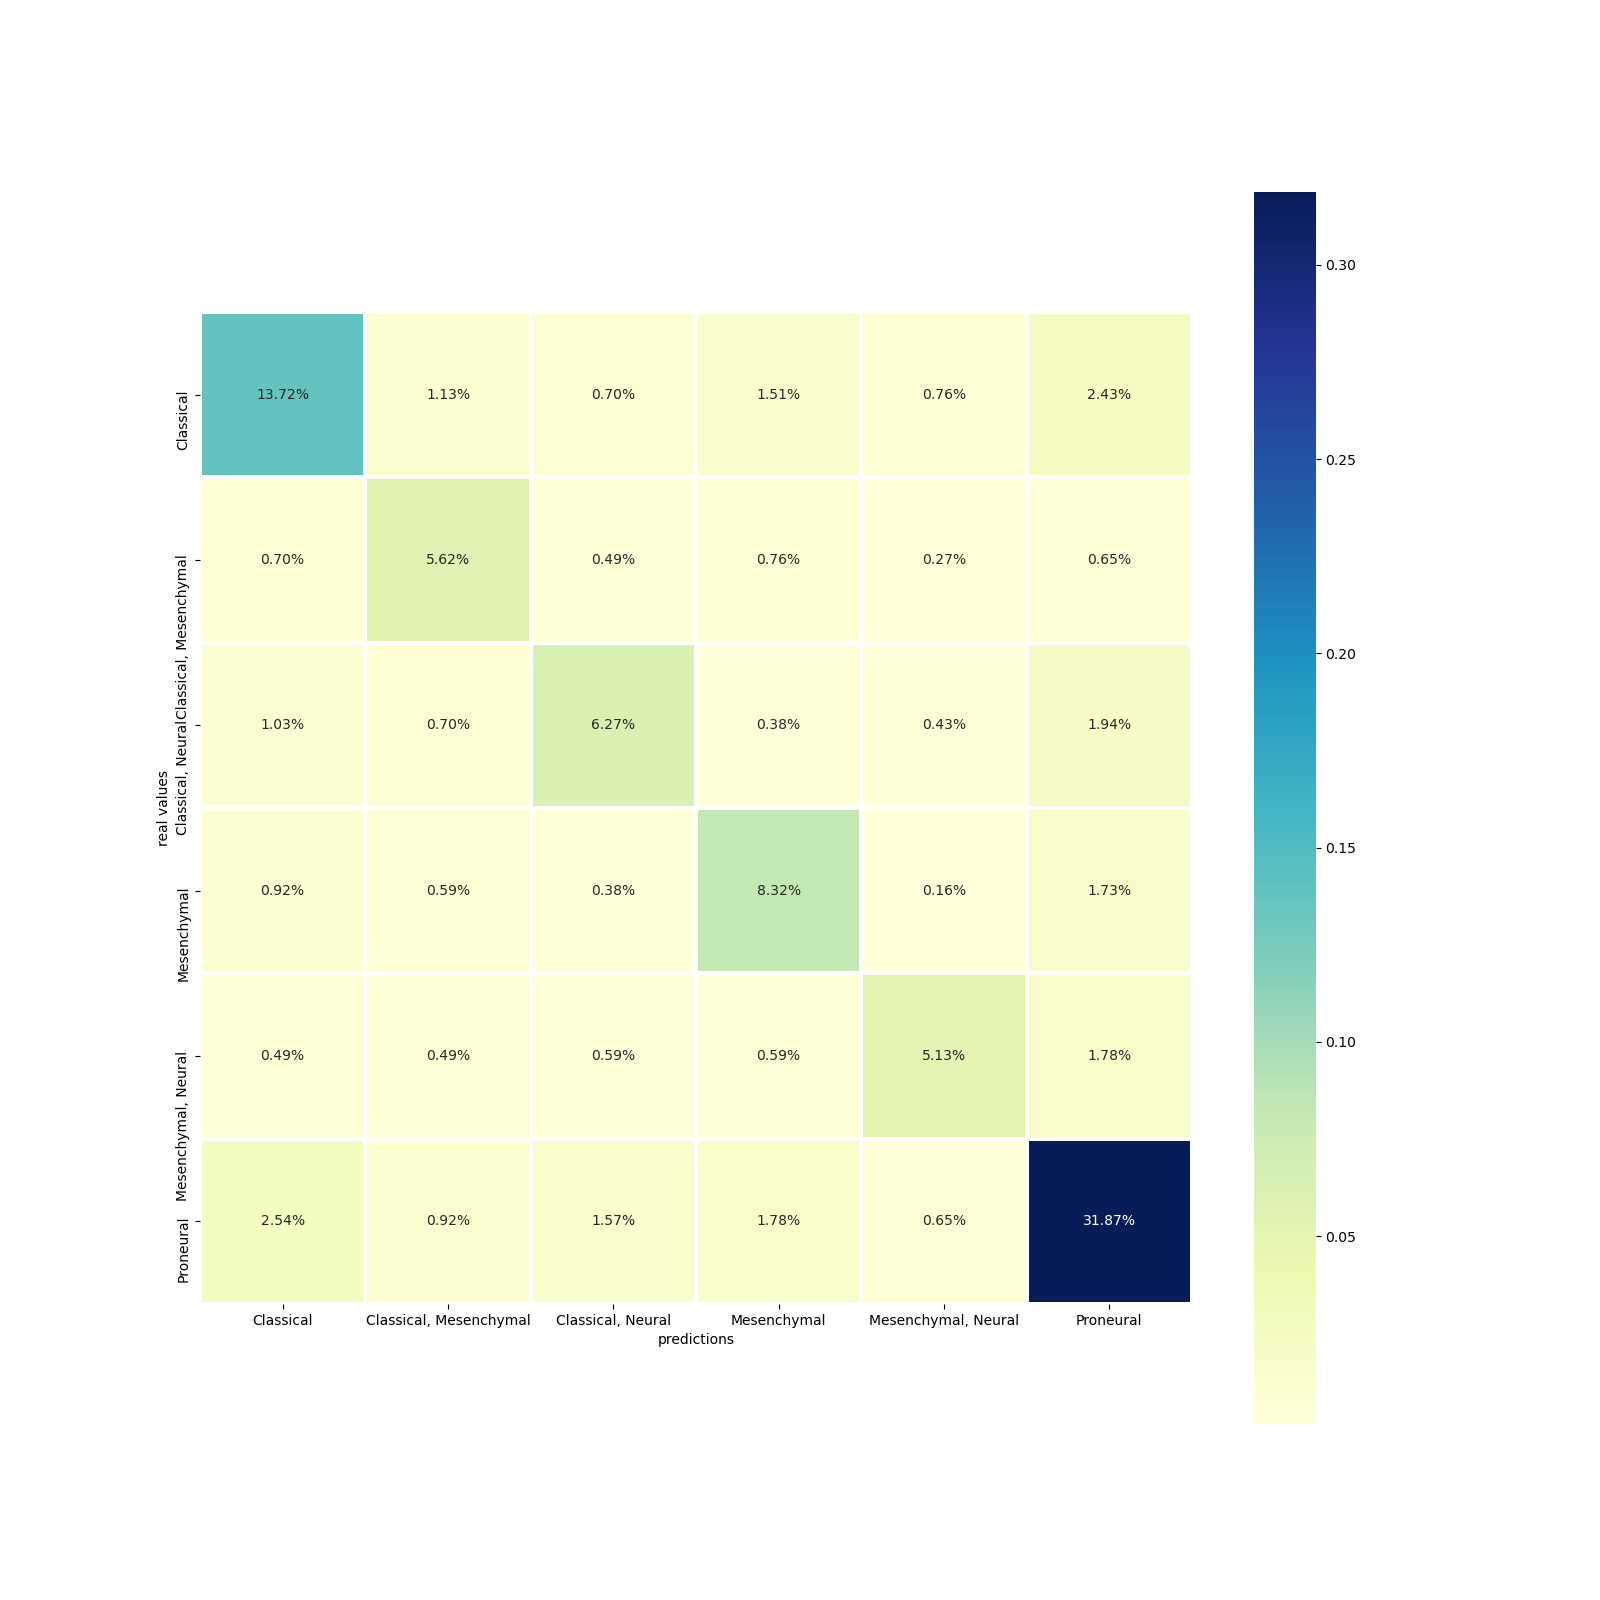 0.30
0.25
0.20
0.15
0.10
0.05
real values
Classical
Classical, Mesenchymal
Classical, Neural
Mesenchymal
Mesenchymal, Neural
Proneural
13.72% 1.13% 0.70% 1.51% 0.76% 2.43%
0.70% 5.62% 0.49% 0.76% 0.27% 0.65%
1.03% 0.70% 6.27% 0.38% 0.43% 1.94%
0.92% 0.59% 0.38% 8.32% 0.16% 1.73%
0.49% 0.49% 0.59% 0.59% 5.13% 1.78%
2.54% 0.92% 1.57% 1.78% 0.65% 31.87%
Classical Classical, Mesenchymal Classical, Neural Mesenchymal Mesenchymal, Neural Proneural
predictions